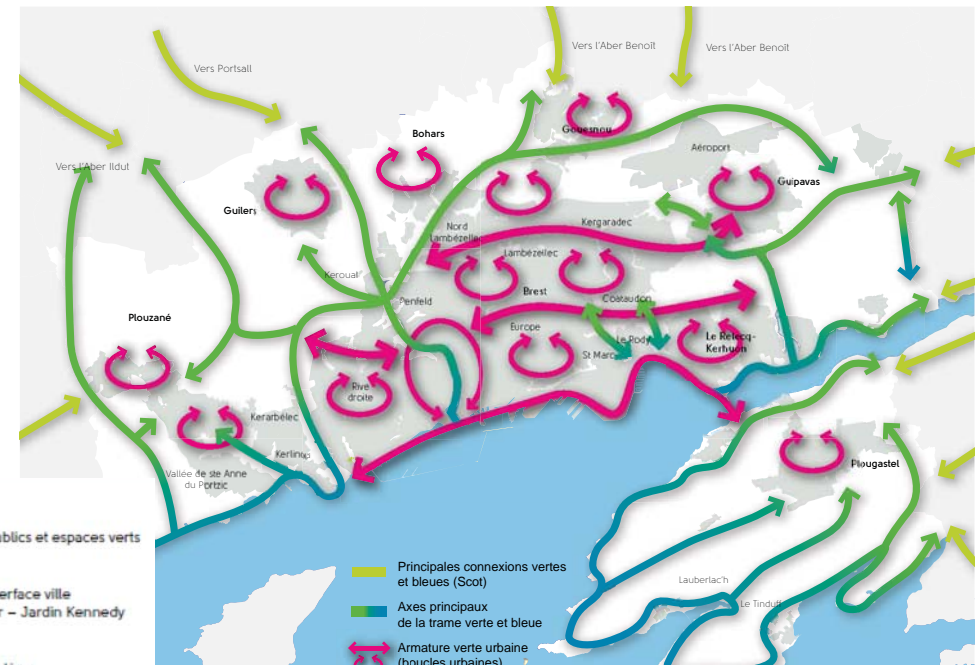 Vers l'Aber Benoît
Vers l'Aber Benoît
Vers Portsall
Bohars
Gouesnou
Aéroport
Vers l'Aber Ildut
Guipavas
Guilers
Nord
Lambézellec
Kergaradec
Lambézellec
Keroual
Penfeld
Brest
Coataudon
Plouzané
Europe
Le Rody
St Marc
Le Relecq-
Kerhuon
Rive
droite
Kerarbélec
Vallée de ste Anne
du Portzic
Plougastel
Lauberlac'h
Le Tinduff
publics et espaces verts
erface ville
r – Jardin Kennedy
Principales connexions vertes
et bleues (Scot)
Axes principaux
de la trame verte et bleue
Armature verte urbaine
(boucles urbaines)